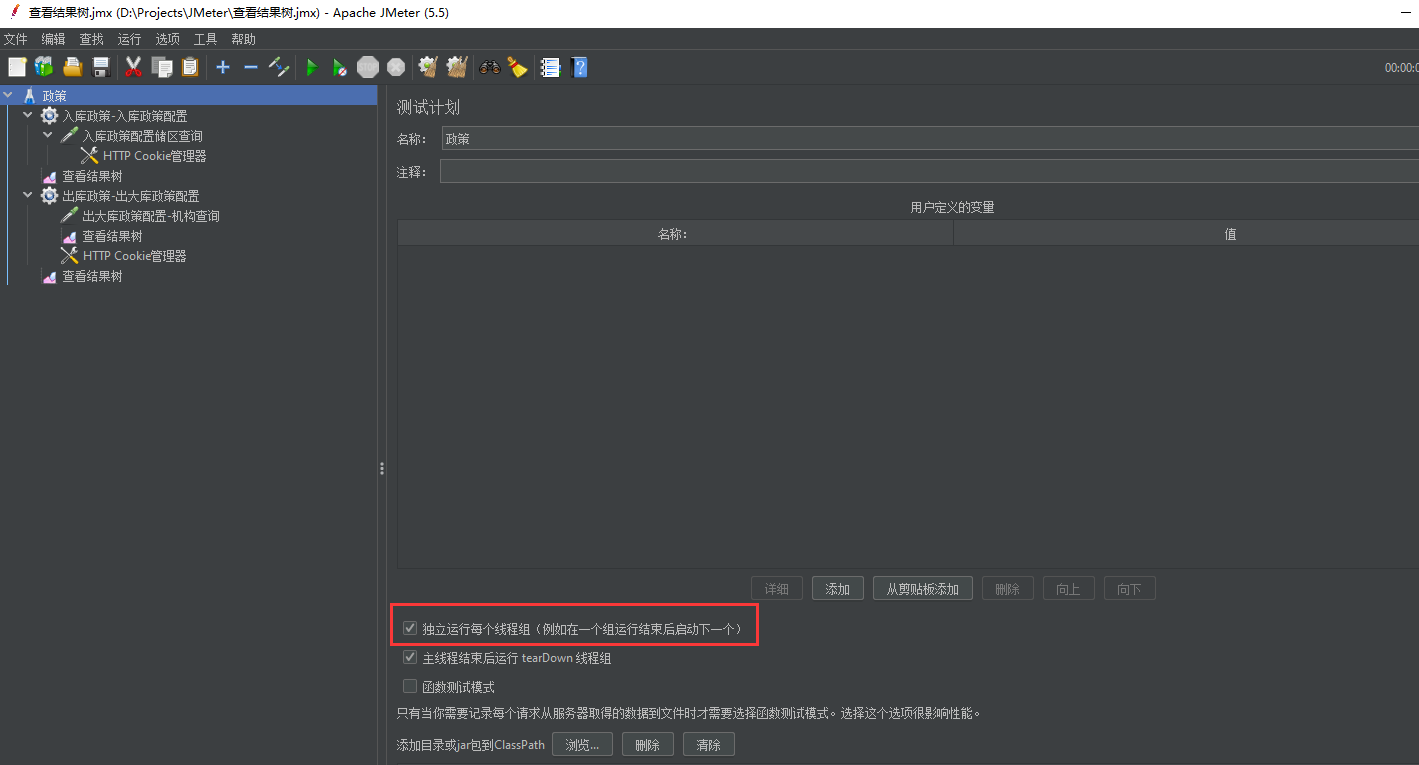 查看结果树.jmx (D:\Projects\JMeter\查看结果树.jmx) - Apache JMeter (5.5)
文件 编辑 查找 运行 选项 工具 帮助
STOP
00:00:0
政策
入库政策-入库政策配置
入库政策配置储区查询
HTTP Cookie管理器
查看结果树
出库政策-出大库政策配置
出大库政策配置-机构查询
查看结果树
HTTP Cookie管理器
查看结果树
测试计划
名称: 政策
注释:
用户定义的变量
名称: 值
详细 添加 从剪贴板添加 删除 向上 向下
独立运行每个线程组（例如在一个组运行结束后启动下一个）
主线程结束后运行 tearDown 线程组
函数测试模式
只有当你需要记录每个请求从服务器取得的数据到文件时才需要选择函数测试模式。选择这个选项很影响性能。
添加目录或jar包到ClassPath 浏览... 删除 清除